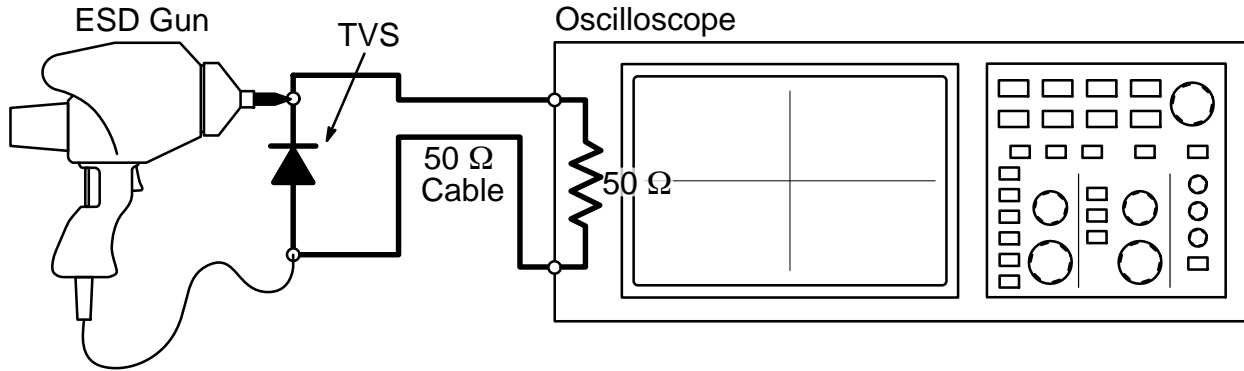 ESD Gun
TVS
Oscilloscope
50 Ω
Cable
50 Ω